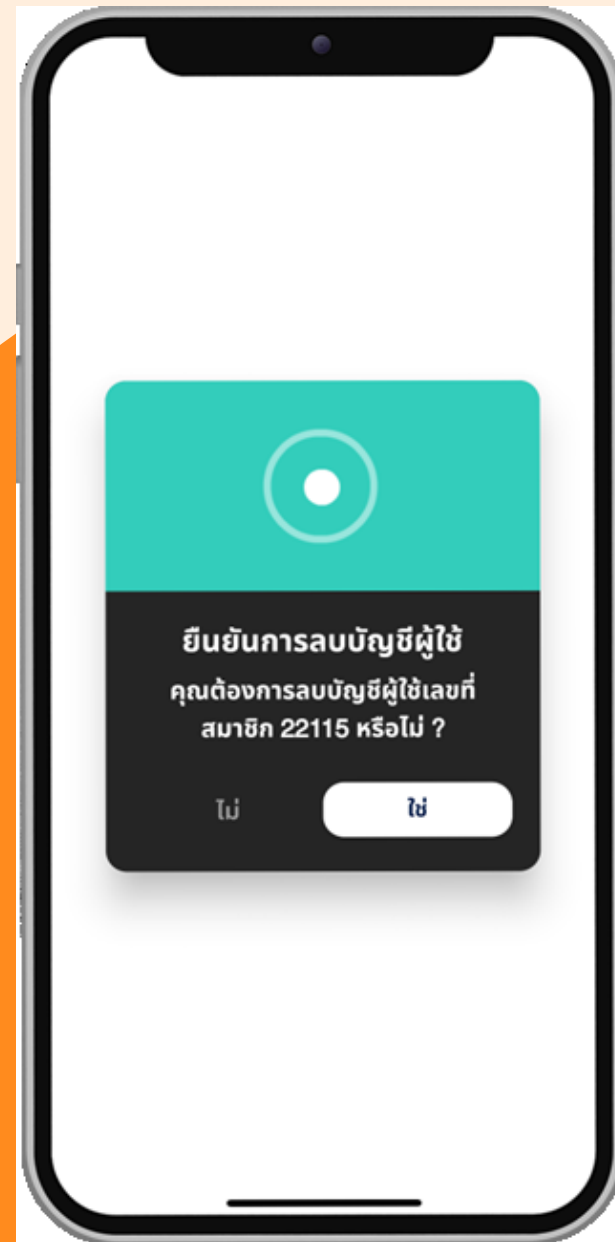 ยืนยันการลบบัญชีผู้ใช้
คุณต้องการลบบัญชีผู้ใช้เลขที่
สมาชิก 22115 หรือไม่ ?
ไม่
ใช่